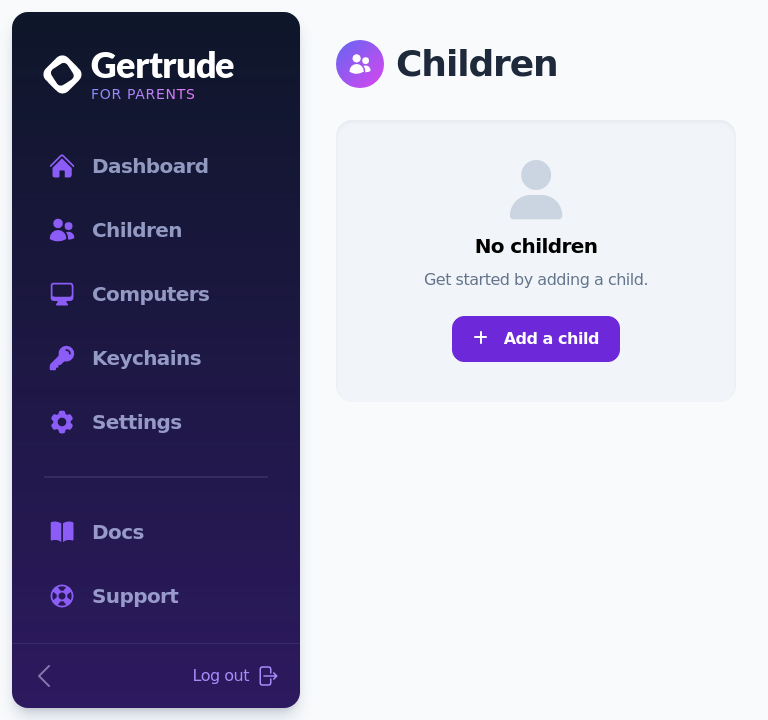 Gertrude
FOR PARENTS
Dashboard
Children
Computers
Keychains
Settings
Docs
Support
Log out
Children
No children
Get started by adding a child.
Add a child